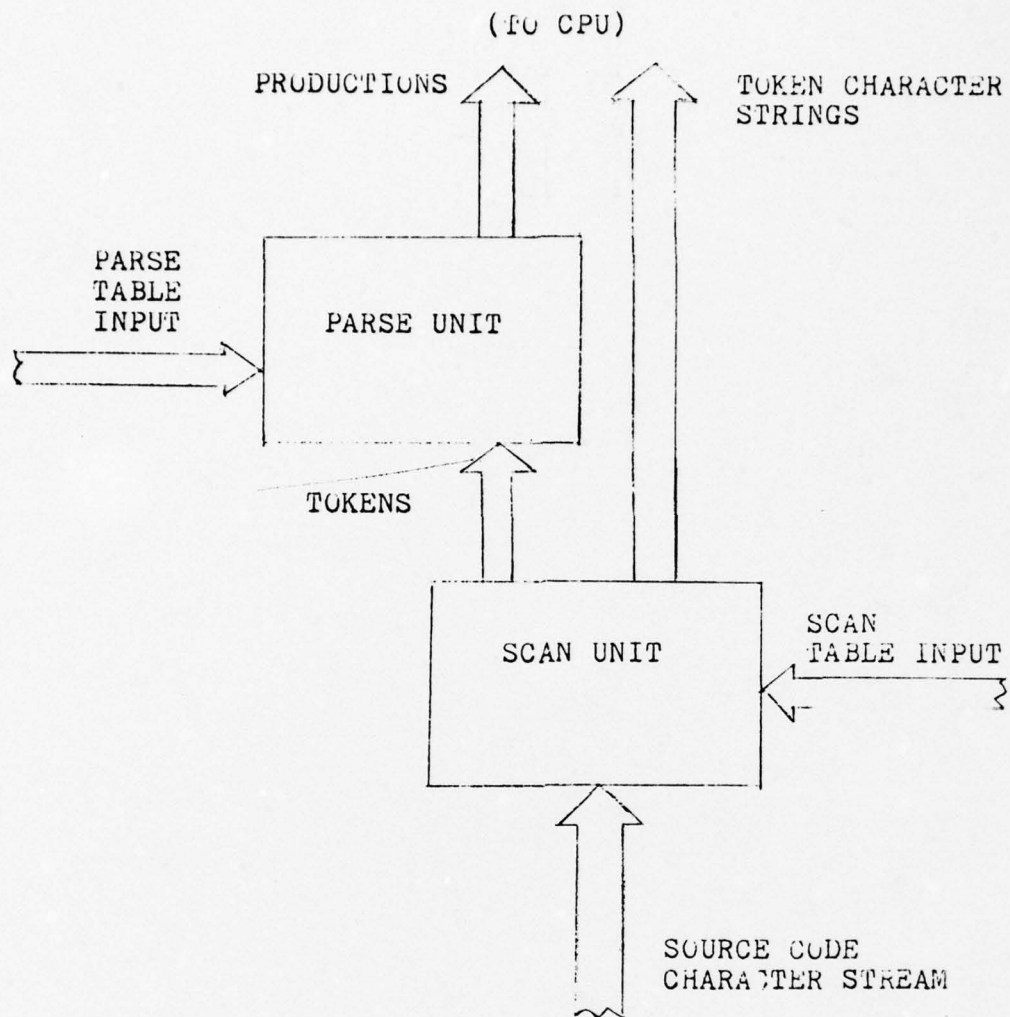 (TO CPU)
PRODUCTIONS
TOKEN CHARACTER
STRINGS
PARSE
TABLE
INPUT
PARSE UNIT
TOKENS
SCAN UNIT
SCAN
TABLE INPUT
SOURCE CODE
CHARACTER STREAM